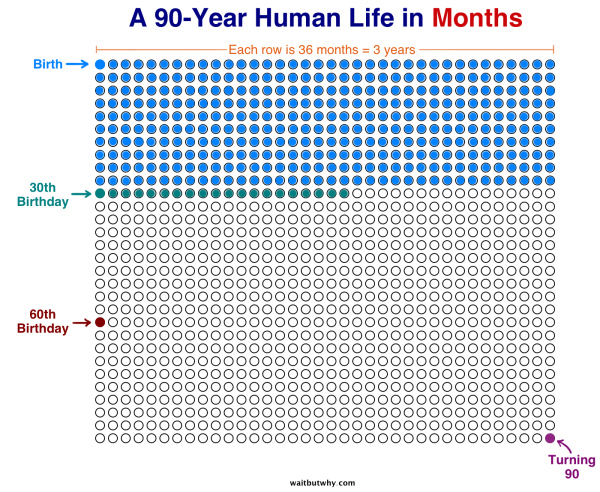 A 90-Year Human Life in Months
Each row is 36 months = 3 years
Birth
30th
Birthday
60th
Birthday
Turning
90
waitbutwhy.com